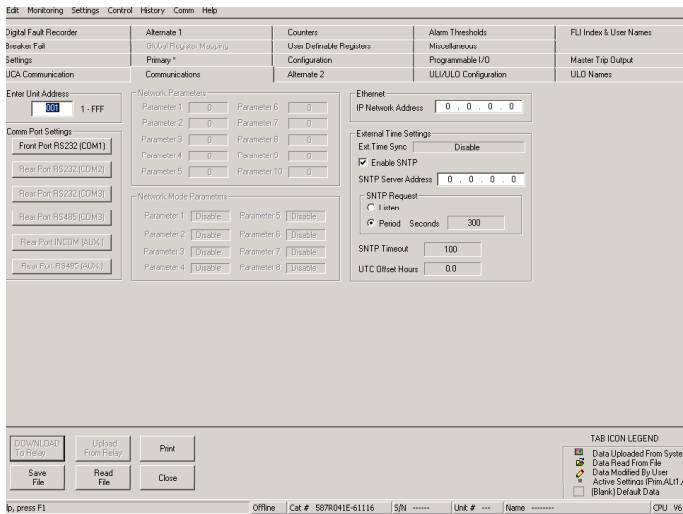 Edit Monitoring Settings Control History Comm Help
Digital Fault Recorder Alternate 1 Counters Alarm Thresholds FLI Index & User Names
Breaker Fail Global Register Mapping User Definable Registers Miscellaneous
Settings Primary * Configuration Programmable I/O Master Trip Output
UCA Communication Communications Alternate 2 ULI/ULO Configuration ULO Names
Enter Unit Address
001 1 - FFF
Comm Port Settings
Front Port RS232 (COM1)
Rear Port RS232 (COM2)
Rear Port RS232 (COM3)
Rear Port RS485 (COM3)
Rear Port INCOM (AUX.)
Rear Port RS485 (AUX.)
Network Parameters
Parameter 1 0 Parameter 6 0
Parameter 2 0 Parameter 7 0
Parameter 3 0 Parameter 8 0
Parameter 4 0 Parameter 9 0
Parameter 5 0 Parameter 10 0
Network Mode Parameters
Parameter 1 Disable Parameter 5 Disable
Parameter 2 Disable Parameter 6 Disable
Parameter 3 Disable Parameter 7 Disable
Parameter 4 Disable Parameter 8 Disable
Ethernet
IP Network Address 0 . 0 . 0 . 0
External Time Settings
Ext.Time Sync Disable
Enable SNTP
SNTP Server Address 0 . 0 . 0 . 0
SNTP Request
Listen
Period Seconds 300
SNTP Timeout 100
UTC Offset Hours 0.0
DOWNLOAD To Relay
Upload From Relay
Print
Save File
Read File
Close
TAB ICON LEGEND
Data Uploaded From Syste
Data Read From File
Data Modified By User
* Active Settings (Prim,ALt1,
(Blank) Default Data
lp, press F1 Offline Cat # 587R041E-61116 S/N ------ Unit # --- Name -------- CPU V6